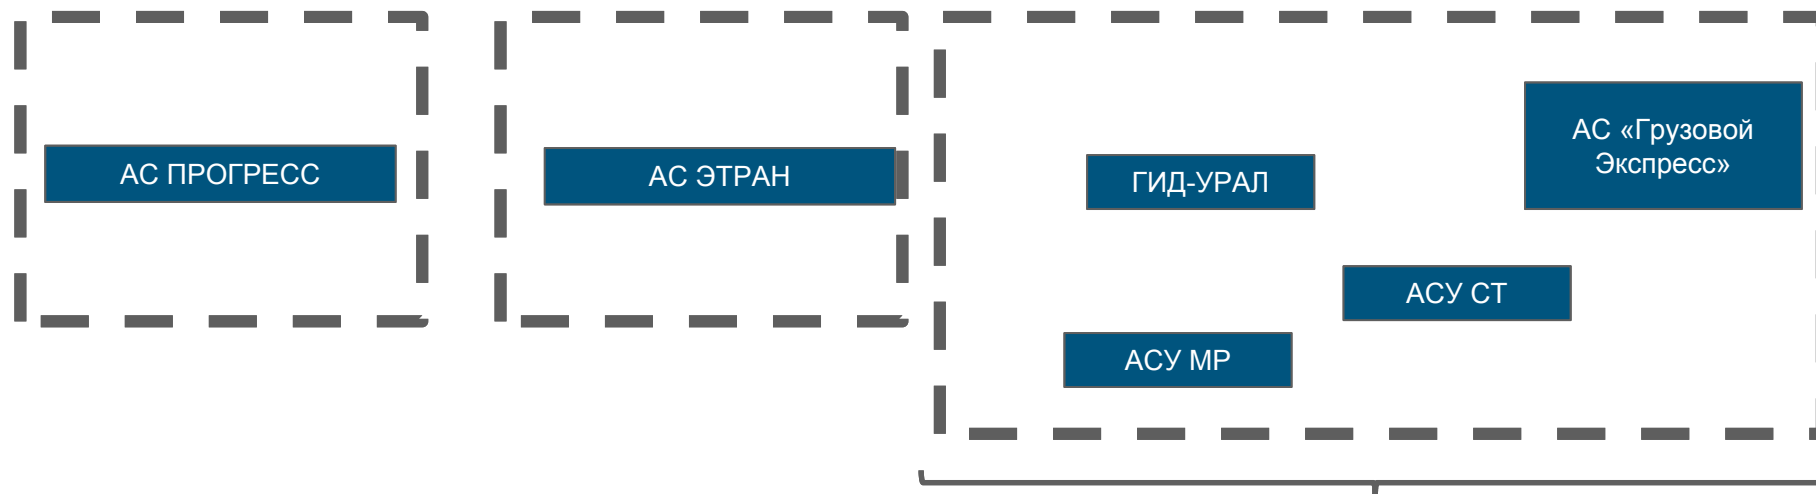 АС ПРОГРЕСС
АС ЭТРАН
ГИД-УРАЛ
АС «Грузовой
Экспресс»
АСУ СТ
АСУ МР